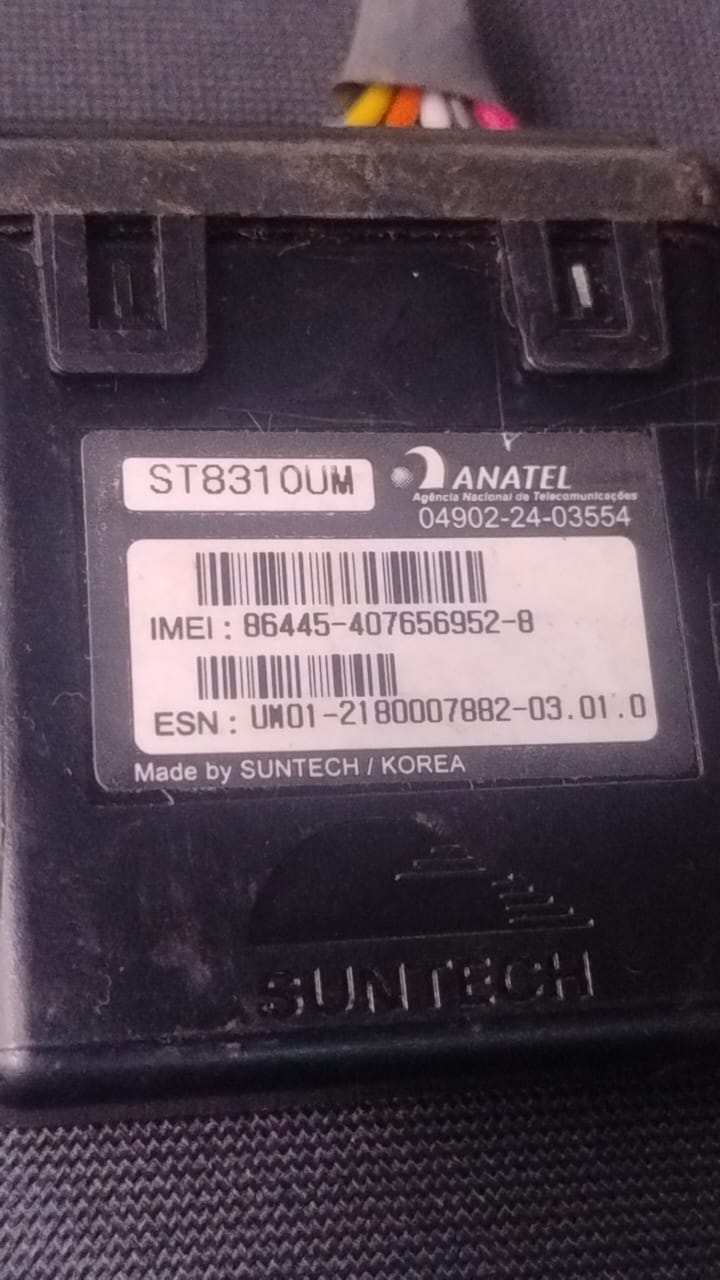 ST8310UM
ANATEL
Agência Nacional de Telecomunicações
04902-24-03554
IMEI : 86445-407656952-8
ESN : UM01-2180007882-03.01.0
Made by SUNTECH / KOREA
SUNTECH